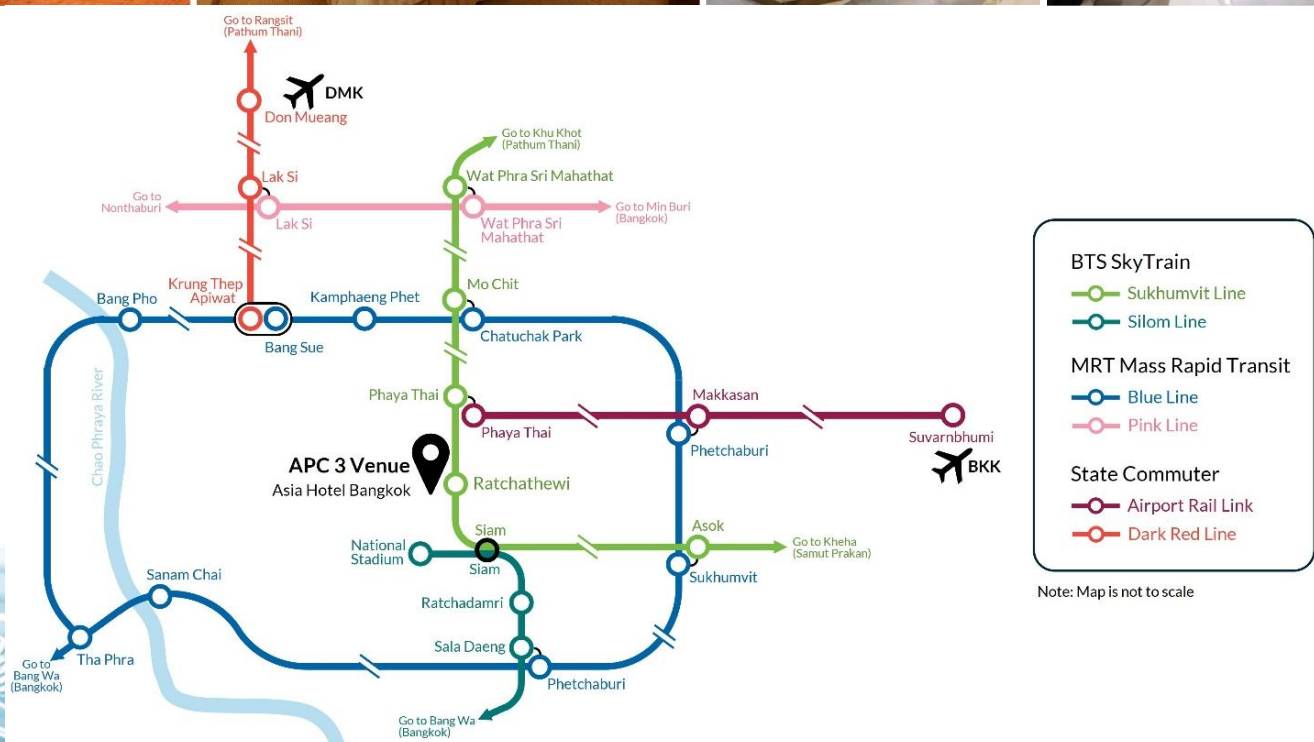 Go to Rangsit
(Pathum Thani)
DMK
Don Mueang
Go to Khu Khot
(Pathum Thani)
Lak Si
Wat Phra Sri Mahathat
Go to
Nonthaburi
Lak Si
Wat Phra Sri
Mahathat
Go to Min Buri
(Bangkok)
Krung Thep
Apiwat
Mo Chit
Bang Pho
Kamphaeng Phet
Bang Sue
Chatuchak Park
Chao Phraya River
Phaya Thai
Makkasan
Phaya Thai
Phetchaburi
Suvarnbhumi
BKK
APC 3 Venue
Asia Hotel Bangkok
Ratchathewi
Siam
Asok
National
Stadium
Siam
Go to Kheha
(Samut Prakan)
Sukhumvit
Sanam Chai
Ratchadamri
Sala Daeng
Tha Phra
Go to
Bang Wa
(Bangkok)
Phetchaburi
Go to Bang Wa
(Bangkok)
BTS SkyTrain
Sukhumvit Line
Silom Line
MRT Mass Rapid Transit
Blue Line
Pink Line
State Commuter
Airport Rail Link
Dark Red Line
Note: Map is not to scale